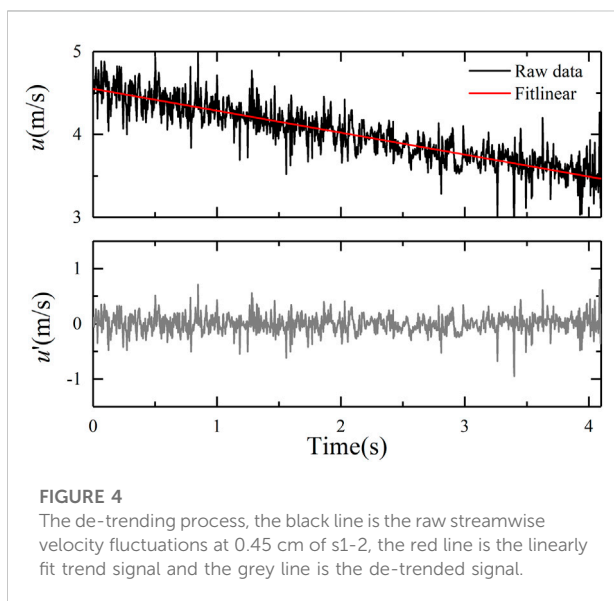 5
4
3
u(m/s)
Raw data
Fitlinear
1
0
-1
u'(m/s)
0 1 2 3 4
Time(s)
FIGURE 4
The de-trending process, the black line is the raw streamwise
velocity fluctuations at 0.45 cm of s1-2, the red line is the linearly
fit trend signal and the grey line is the de-trended signal.